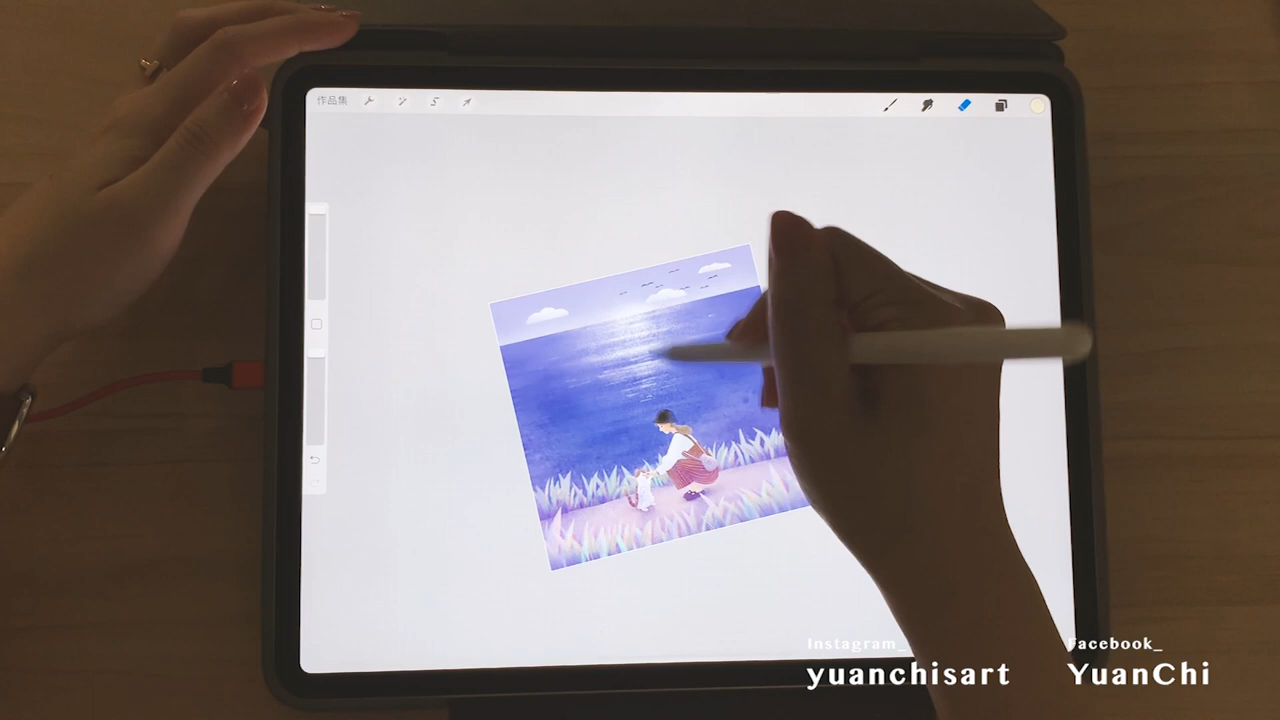 作品集
Instagram_
yuanchisart
Facebook_
YuanChi